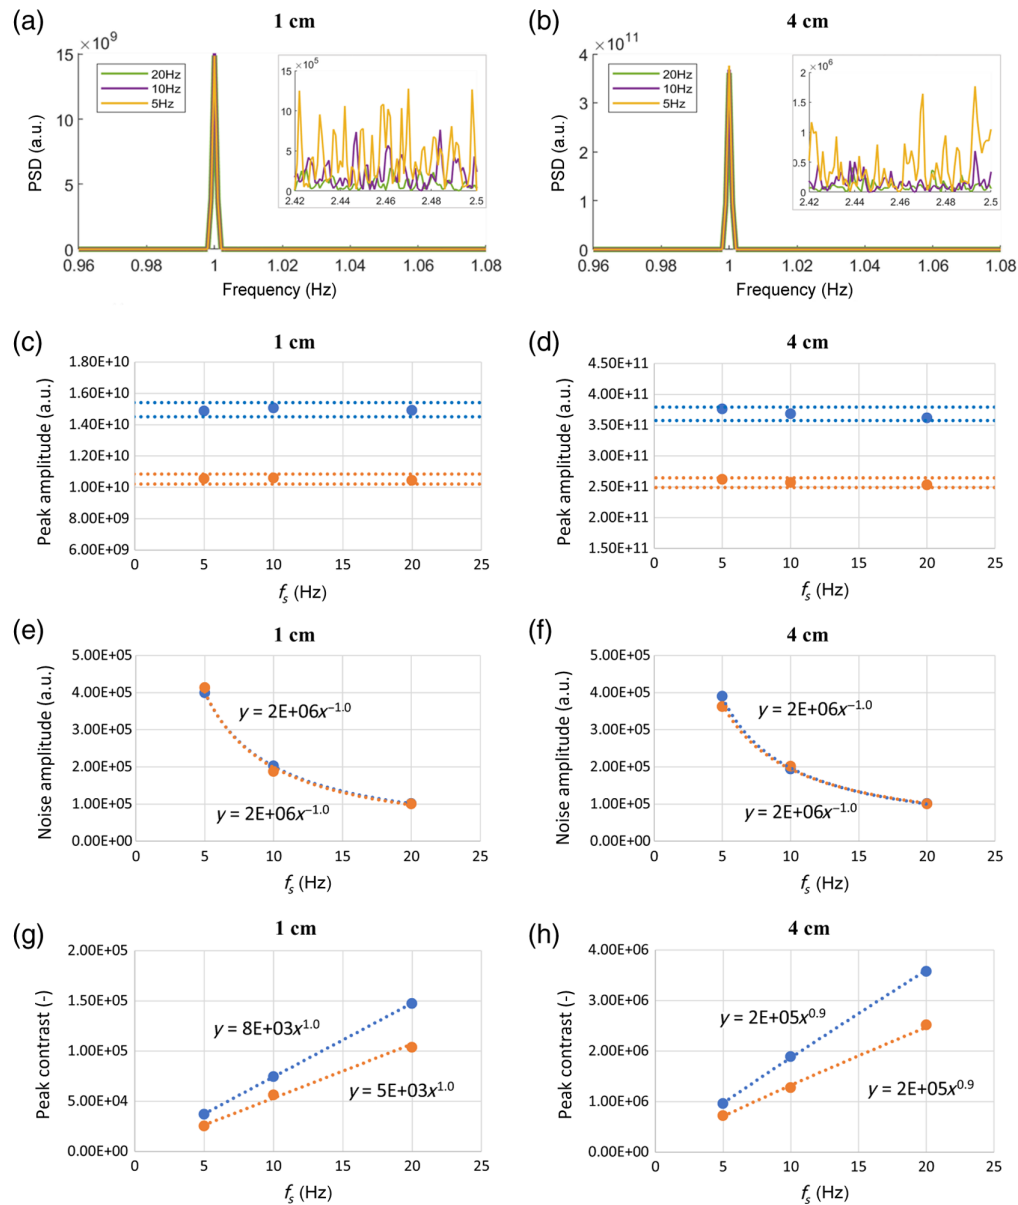 (a) 1 cm
× 10⁹
15
10
5
0
PSD (a.u.)
20Hz
10Hz
5Hz
15 × 10⁵
10
5
0
2.42 2.44 2.46 2.48 2.5
0.96 0.98 1 1.02 1.04 1.06 1.08
Frequency (Hz)
(b) 4 cm
× 10¹¹
4
3
2
1
0
PSD (a.u.)
20Hz
10Hz
5Hz
2 × 10⁶
1.5
1
0.5
0
2.42 2.44 2.46 2.48 2.5
0.96 0.98 1 1.02 1.04 1.06 1.08
Frequency (Hz)
(c) 1 cm
Peak amplitude (a.u.)
1.80E+10
1.60E+10
1.40E+10
1.20E+10
1.00E+10
8.00E+09
6.00E+09
0 5 10 15 20 25
fₛ (Hz)
(d) 4 cm
Peak amplitude (a.u.)
4.50E+11
4.00E+11
3.50E+11
3.00E+11
2.50E+11
2.00E+11
1.50E+11
0 5 10 15 20 25
fₛ (Hz)
(e) 1 cm
Noise amplitude (a.u.)
5.00E+05
4.00E+05
3.00E+05
2.00E+05
1.00E+05
0.00E+00
y = 2E+06x⁻¹·⁰
y = 2E+06x⁻¹·⁰
0 5 10 15 20 25
fₛ (Hz)
(f) 4 cm
Noise amplitude (a.u.)
5.00E+05
4.00E+05
3.00E+05
2.00E+05
1.00E+05
0.00E+00
y = 2E+06x⁻¹·⁰
y = 2E+06x⁻¹·⁰
0 5 10 15 20 25
fₛ (Hz)
(g) 1 cm
Peak contrast (-)
2.00E+05
1.50E+05
1.00E+05
5.00E+04
0.00E+00
y = 8E+03x¹·⁰
y = 5E+03x¹·⁰
0 5 10 15 20 25
fₛ (Hz)
(h) 4 cm
Peak contrast (-)
4.00E+06
3.00E+06
2.00E+06
1.00E+06
0.00E+00
y = 2E+05x⁰·⁹
y = 2E+05x⁰·⁹
0 5 10 15 20 25
fₛ (Hz)